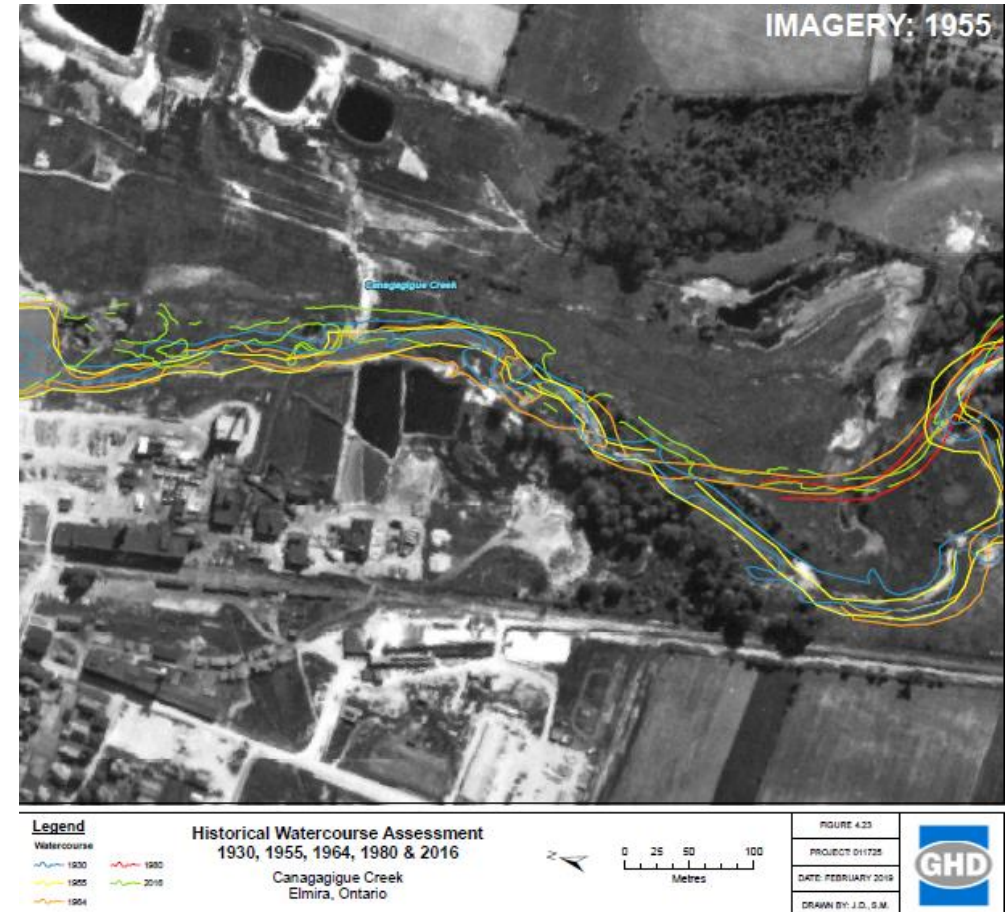 IMAGERY: 1955
Canagagigue Creek
Legend
Watercourse
1930
1955
1964
1980
2016
Historical Watercourse Assessment
1930, 1955, 1964, 1980 & 2016
Canagagigue Creek
Elmira, Ontario
Z
0 25 50 100
Metres
FIGURE 4.23
PROJECT: 011725
DATE: FEBRUARY 2019
DRAWN BY: J.D., S.M.
GHD